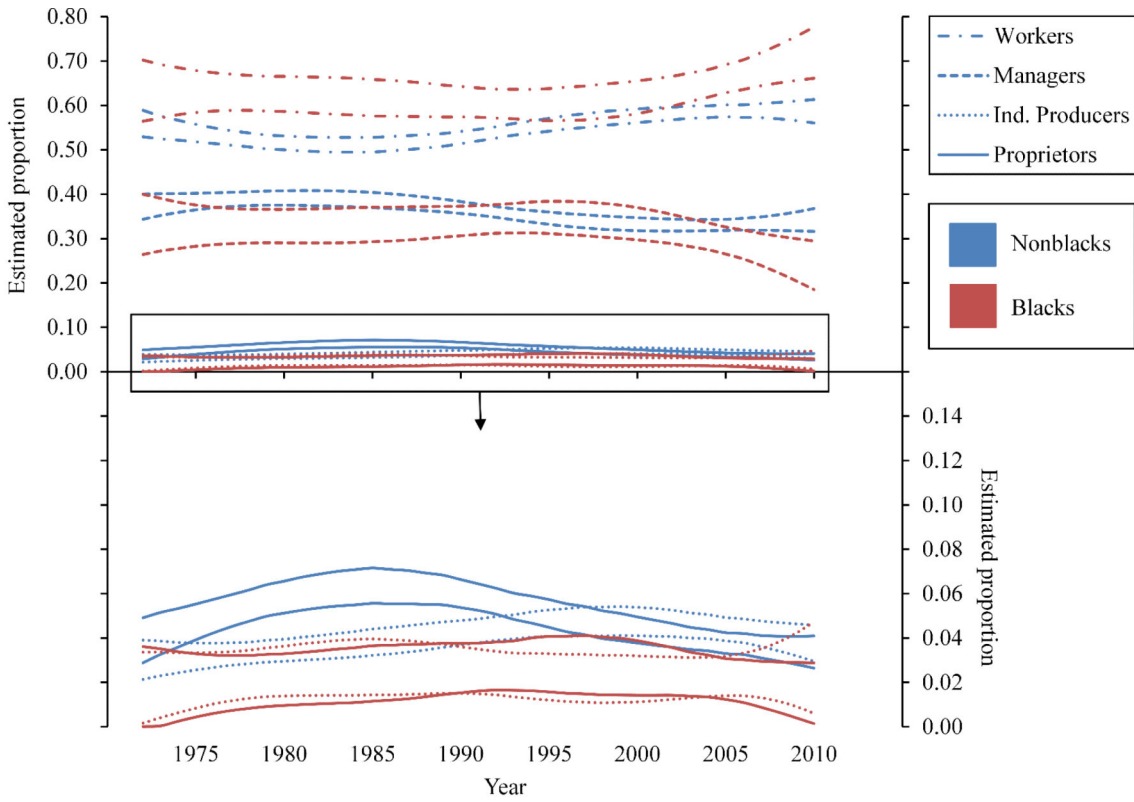 0.80
0.70
0.60
0.50
0.40
0.30
0.20
0.10
0.00
Estimated proportion
Workers
Managers
Ind. Producers
Proprietors
Nonblacks
Blacks
0.14
0.12
0.10
0.08
0.06
0.04
0.02
0.00
Estimated proportion
1975 1980 1985 1990 1995 2000 2005 2010
Year